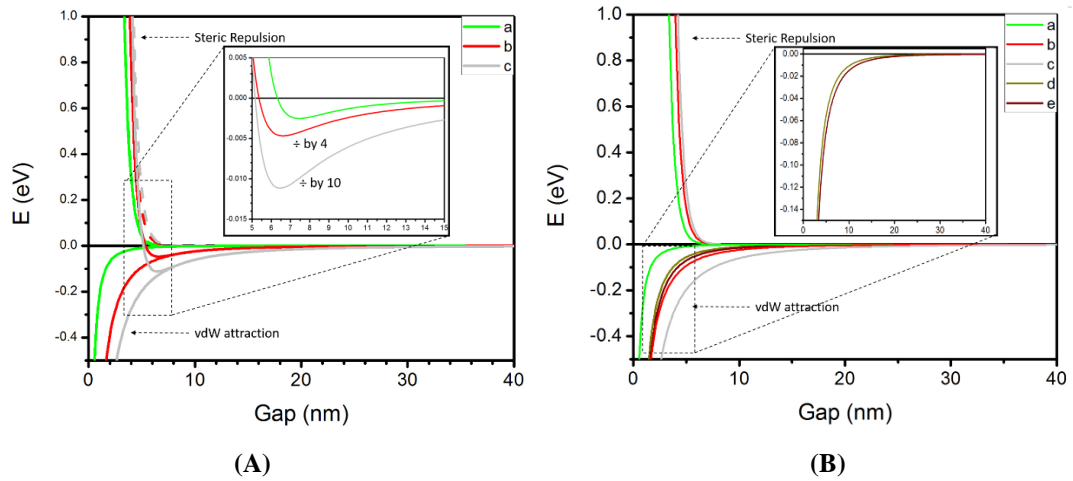 1.0
0.8
0.6
0.4
0.2
0.0
-0.2
-0.4
E (eV)
0
10
20
30
40
Gap (nm)
Steric Repulsion
vdW attraction
a
b
c
0.005
0.000
-0.005
-0.010
-0.015
5 6 7 8 9 10 11 12 13 14 15
÷ by 4
÷ by 10
(A)
1.0
0.8
0.6
0.4
0.2
0.0
-0.2
-0.4
E (eV)
0
10
20
30
40
Gap (nm)
Steric Repulsion
vdW attraction
a
b
c
d
e
0.00
-0.02
-0.04
-0.06
-0.08
-0.10
-0.12
-0.14
0 5 10 15 20 25 30 35 40
(B)